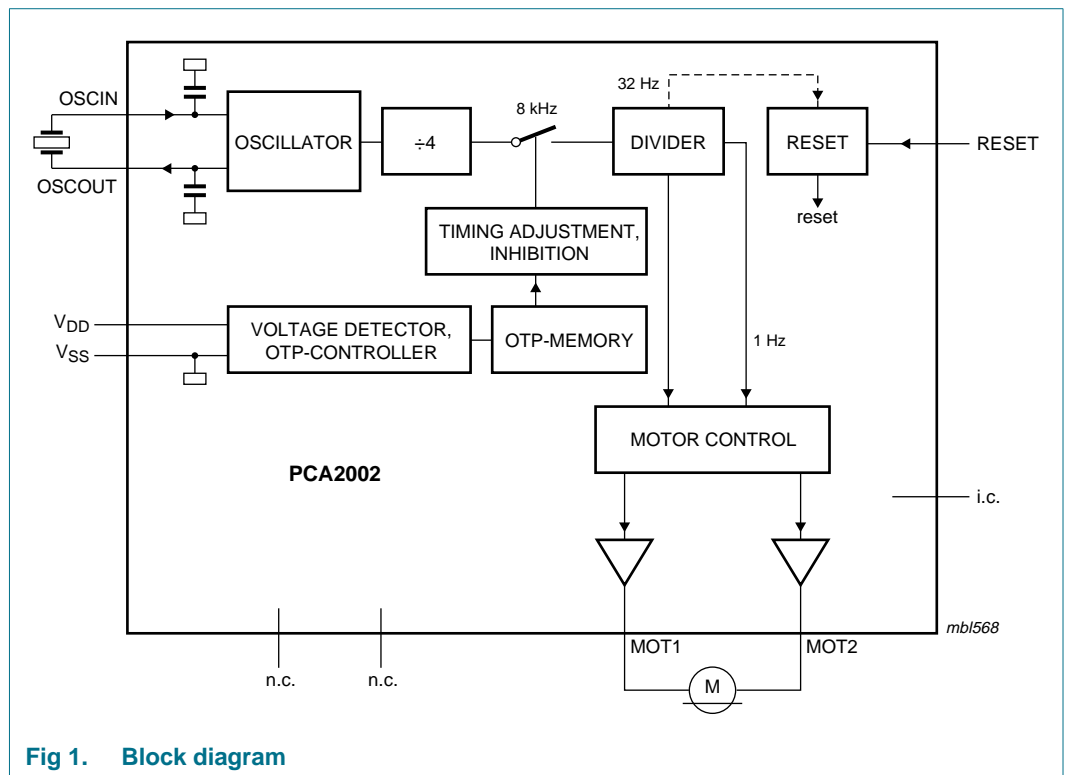 32 Hz
OSCIN
8 kHz
OSCILLATOR
÷4
DIVIDER
RESET
RESET
OSCOUT
reset
TIMING ADJUSTMENT,
INHIBITION
VDD
VSS
VOLTAGE DETECTOR,
OTP-CONTROLLER
OTP-MEMORY
1 Hz
MOTOR CONTROL
PCA2002
i.c.
mbl568
MOT1
MOT2
n.c.
n.c.
M
Fig 1. Block diagram